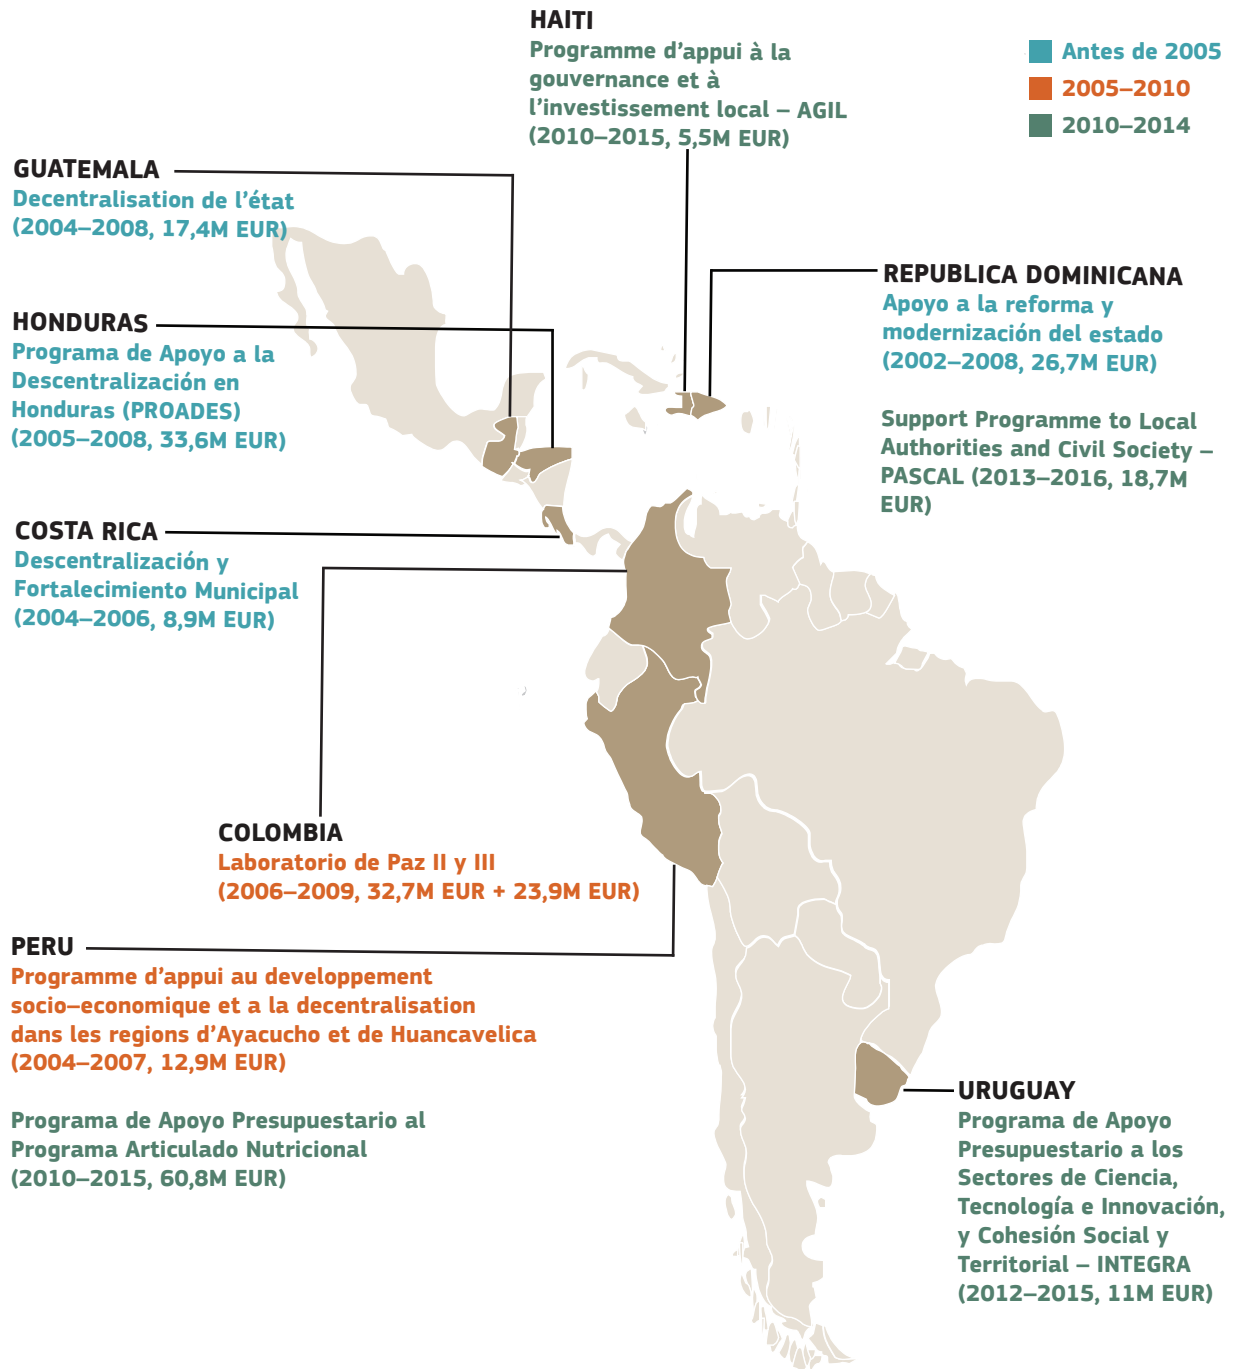 HAITI
Programme d'appui à la
gouvernance et à
l'investissement local – AGIL
(2010–2015, 5,5M EUR)
Antes de 2005
2005–2010
2010–2014
GUATEMALA
Decentralisation de l'état
(2004–2008, 17,4M EUR)
REPUBLICA DOMINICANA
Apoyo a la reforma y
modernización del estado
(2002–2008, 26,7M EUR)
Support Programme to Local
Authorities and Civil Society –
PASCAL (2013–2016, 18,7M
EUR)
HONDURAS
Programa de Apoyo a la
Descentralización en
Honduras (PROADES)
(2005–2008, 33,6M EUR)
COSTA RICA
Descentralización y
Fortalecimiento Municipal
(2004–2006, 8,9M EUR)
COLOMBIA
Laboratorio de Paz II y III
(2006–2009, 32,7M EUR + 23,9M EUR)
PERU
Programme d'appui au developpement
socio–economique et a la decentralisation
dans les regions d'Ayacucho et de Huancavelica
(2004–2007, 12,9M EUR)
Programa de Apoyo Presupuestario al
Programa Articulado Nutricional
(2010–2015, 60,8M EUR)
URUGUAY
Programa de Apoyo
Presupuestario a los
Sectores de Ciencia,
Tecnología e Innovación,
y Cohesión Social y
Territorial – INTEGRA
(2012–2015, 11M EUR)